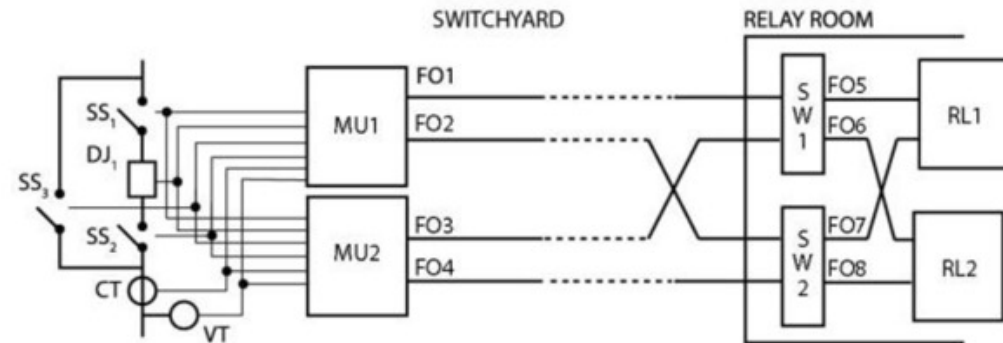 SWITCHYARD
RELAY ROOM
SS₁
DJ₁
SS₃
SS₂
CT
VT
MU1
MU2
FO1
FO2
FO3
FO4
SW1
SW2
FO5
FO6
FO7
FO8
RL1
RL2